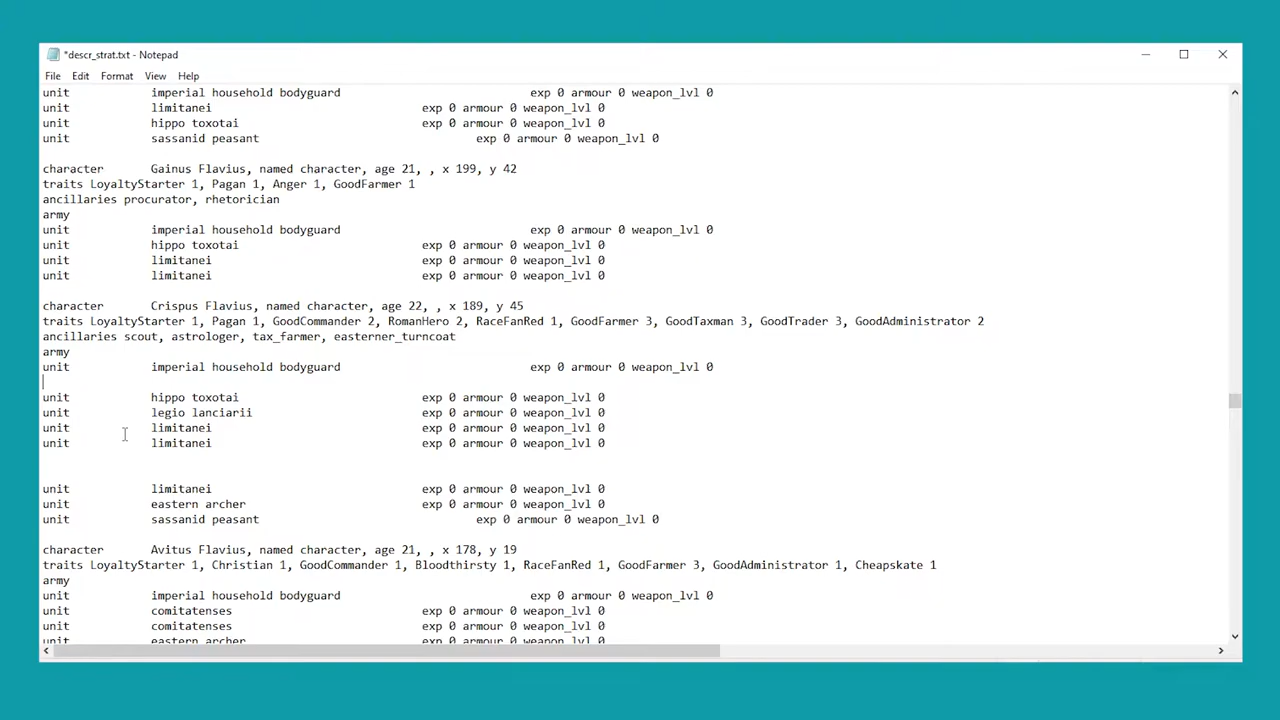 *descr_strat.txt - Notepad
File Edit Format View Help
unit imperial household bodyguard exp 0 armour 0 weapon_lvl 0
unit limitanei exp 0 armour 0 weapon_lvl 0
unit hippo toxotai exp 0 armour 0 weapon_lvl 0
unit sassanid peasant exp 0 armour 0 weapon_lvl 0
character Gainus Flavius, named character, age 21, , x 199, y 42
traits LoyaltyStarter 1, Pagan 1, Anger 1, GoodFarmer 1
ancillaries procurator, rhetorician
army
unit imperial household bodyguard exp 0 armour 0 weapon_lvl 0
unit hippo toxotai exp 0 armour 0 weapon_lvl 0
unit limitanei exp 0 armour 0 weapon_lvl 0
unit limitanei exp 0 armour 0 weapon_lvl 0
character Crispus Flavius, named character, age 22, , x 189, y 45
traits LoyaltyStarter 1, Pagan 1, GoodCommander 2, RomanHero 2, RaceFanRed 1, GoodFarmer 3, GoodTaxman 3, GoodTrader 3, GoodAdministrator 2
ancillaries scout, astrologer, tax_farmer, easterner_turncoat
army
unit imperial household bodyguard exp 0 armour 0 weapon_lvl 0
unit hippo toxotai exp 0 armour 0 weapon_lvl 0
unit legio lanciarii exp 0 armour 0 weapon_lvl 0
unit limitanei exp 0 armour 0 weapon_lvl 0
unit limitanei exp 0 armour 0 weapon_lvl 0
unit limitanei exp 0 armour 0 weapon_lvl 0
unit eastern archer exp 0 armour 0 weapon_lvl 0
unit sassanid peasant exp 0 armour 0 weapon_lvl 0
character Avitus Flavius, named character, age 21, , x 178, y 19
traits LoyaltyStarter 1, Christian 1, GoodCommander 1, Bloodthirsty 1, RaceFanRed 1, GoodFarmer 3, GoodAdministrator 1, Cheapskate 1
army
unit imperial household bodyguard exp 0 armour 0 weapon_lvl 0
unit comitatenses exp 0 armour 0 weapon_lvl 0
unit comitatenses exp 0 armour 0 weapon_lvl 0
unit eastern archer exp 0 armour 0 weapon_lvl 0